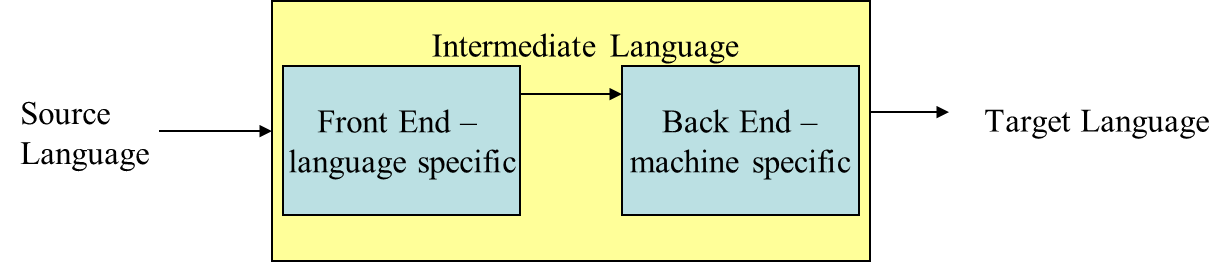 Intermediate Language
Source
Language
Front End –
language specific
Back End –
machine specific
Target Language